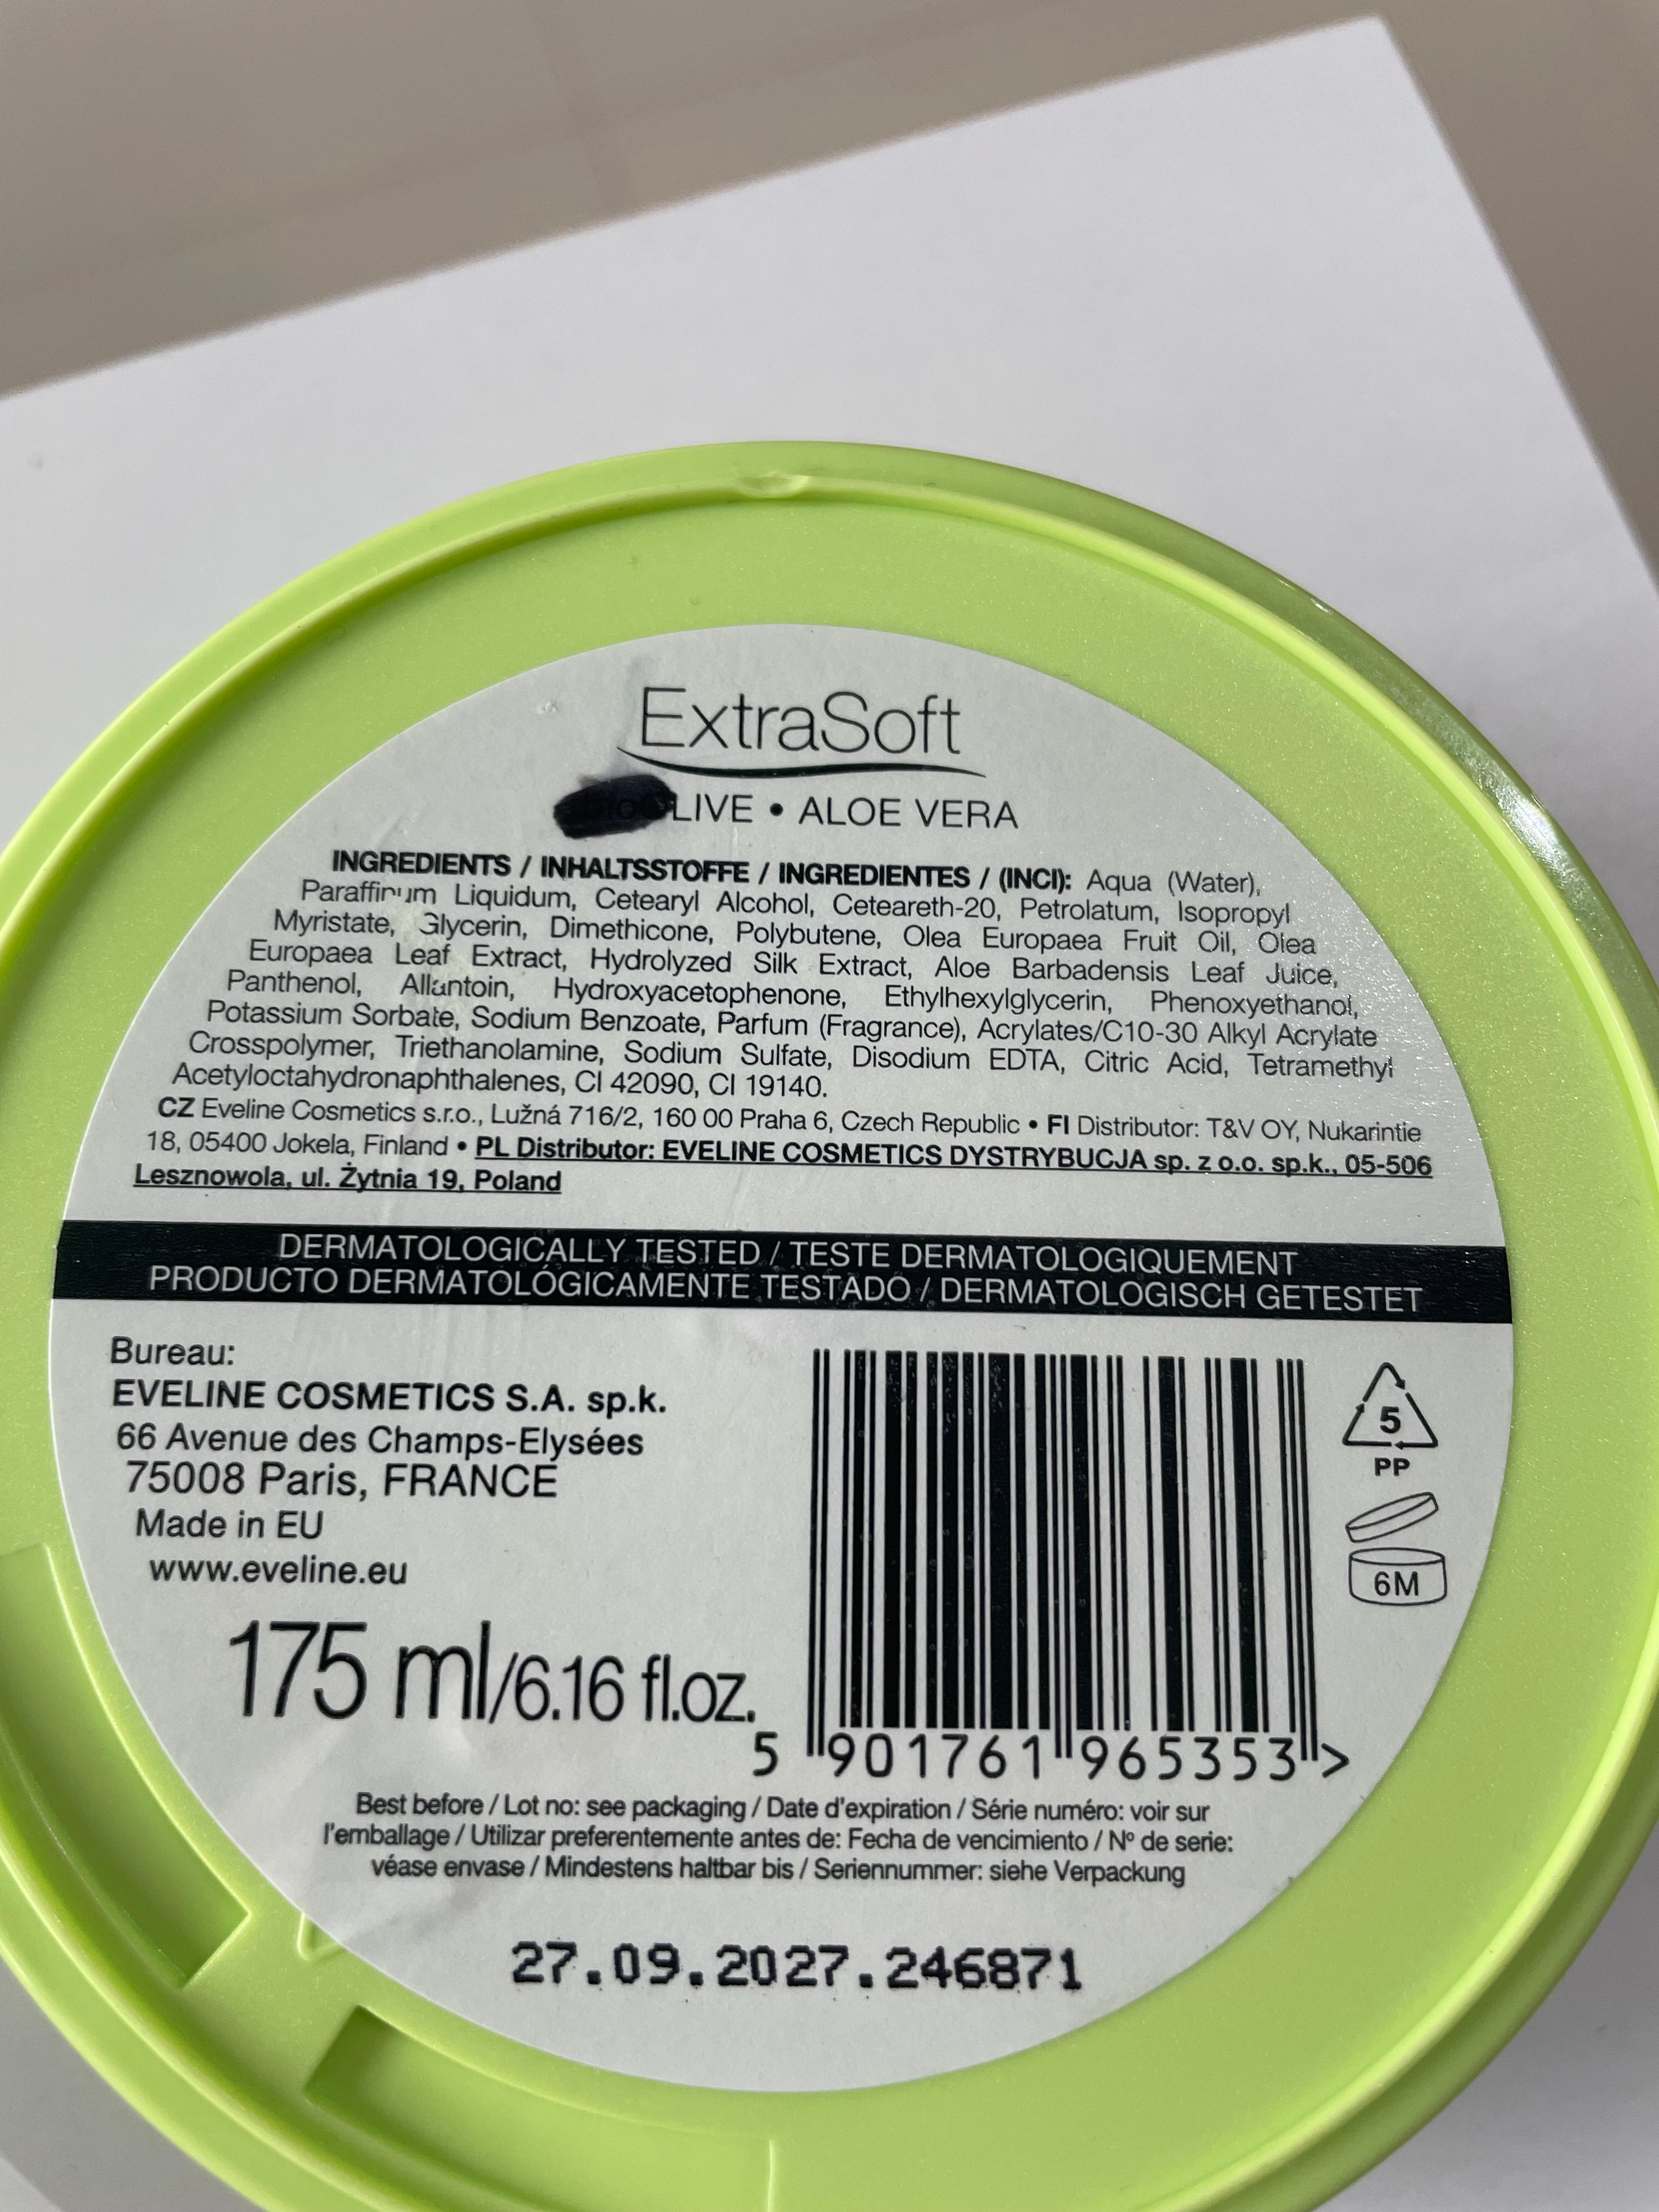 ExtraSoft
LIVE • ALOE VERA
INGREDIENTS / INHALTSSTOFFE / INGREDIENTES / (INCI): Aqua (Water),
Paraffinum Liquidum, Cetearyl Alcohol, Ceteareth-20, Petrolatum, Isopropyl
Myristate, Glycerin, Dimethicone, Polybutene, Olea Europaea Fruit Oil, Olea
Europaea Leaf Extract, Hydrolyzed Silk Extract, Aloe Barbadensis Leaf Juice,
Panthenol, Allantoin, Hydroxyacetophenone, Ethylhexylglycerin, Phenoxyethanol,
Potassium Sorbate, Sodium Benzoate, Parfum (Fragrance), Acrylates/C10-30 Alkyl Acrylate
Crosspolymer, Triethanolamine, Sodium Sulfate, Disodium EDTA, Citric Acid, Tetramethyl
Acetyloctahydronaphthalenes, CI 42090, CI 19140.
CZ Eveline Cosmetics s.r.o., Lužná 716/2, 160 00 Praha 6, Czech Republic • FI Distributor: T&V OY, Nukarintie
18, 05400 Jokela, Finland • PL Distributor: EVELINE COSMETICS DYSTRYBUCJA sp. z o.o. sp.k., 05-506
Lesznowola, ul. Żytnia 19, Poland
DERMATOLOGICALLY TESTED / TESTE DERMATOLOGIQUEMENT
PRODUCTO DERMATOLÓGICAMENTE TESTADO / DERMATOLOGISCH GETESTET
Bureau:
EVELINE COSMETICS S.A. sp.k.
66 Avenue des Champs-Elysées
75008 Paris, FRANCE
Made in EU
www.eveline.eu
175 ml/6.16 fl.oz.
5 901761 965353 >
5
PP
6M
Best before / Lot no: see packaging / Date d'expiration / Série numéro: voir sur
l'emballage / Utilizar preferentemente antes de: Fecha de vencimiento / Nº de serie:
véase envase / Mindestens haltbar bis / Seriennummer: siehe Verpackung
27.09.2027.246871